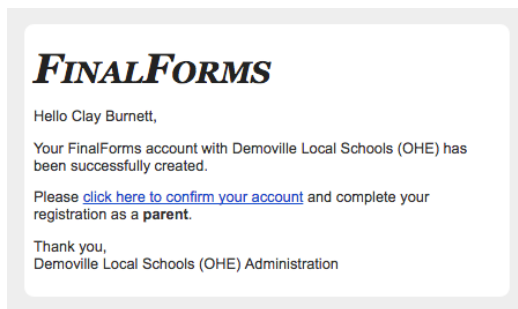 FINALFORMS
Hello Clay Burnett,
Your FinalForms account with Demoville Local Schools (OHE) has
been successfully created.
Please click here to confirm your account and complete your
registration as a parent.
Thank you,
Demoville Local Schools (OHE) Administration